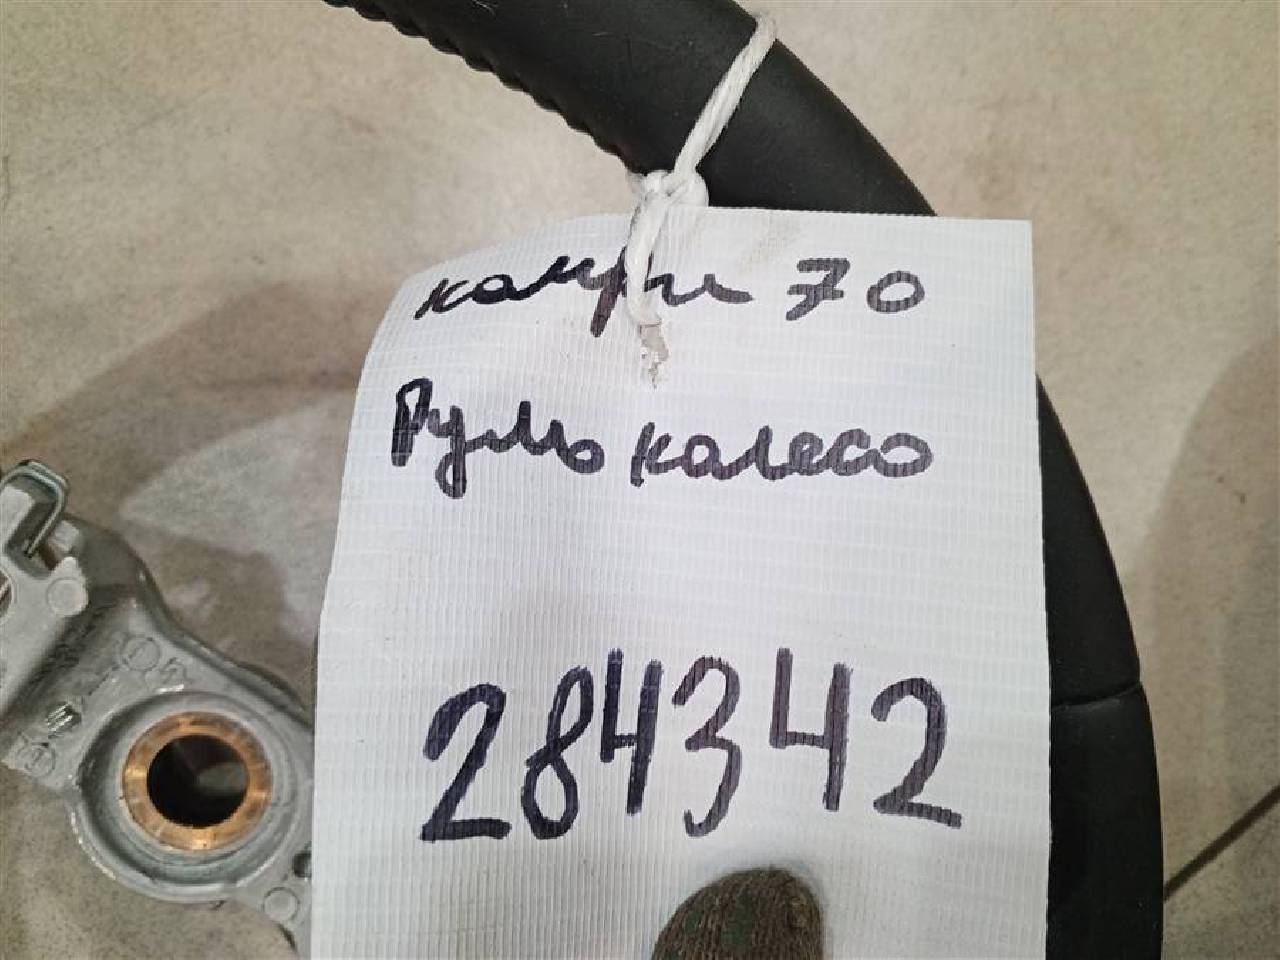 камри 70
Руль колесо
284342